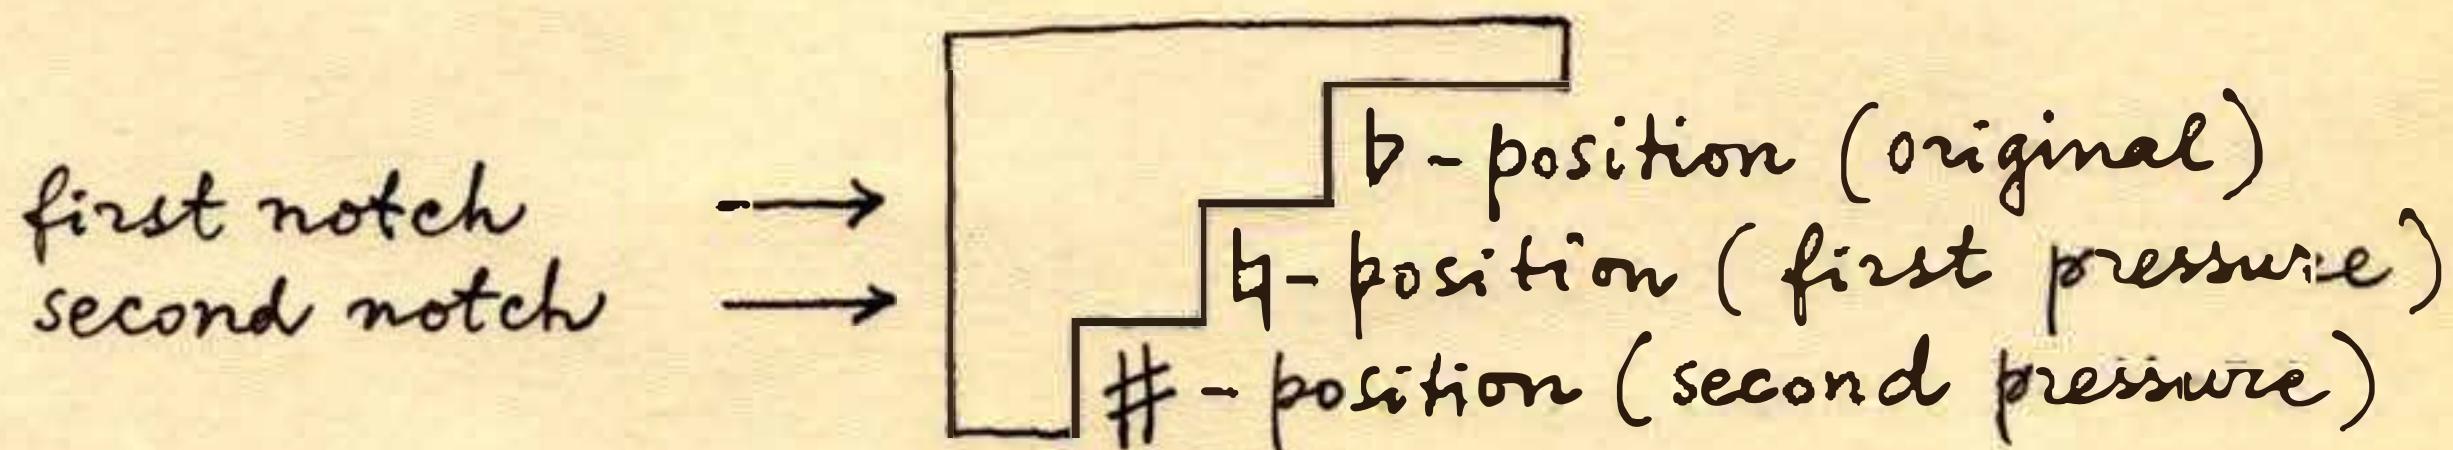 ♭-position (original)
first notch →
♮-position (first pressure)
second notch →
#-position (second pressure)